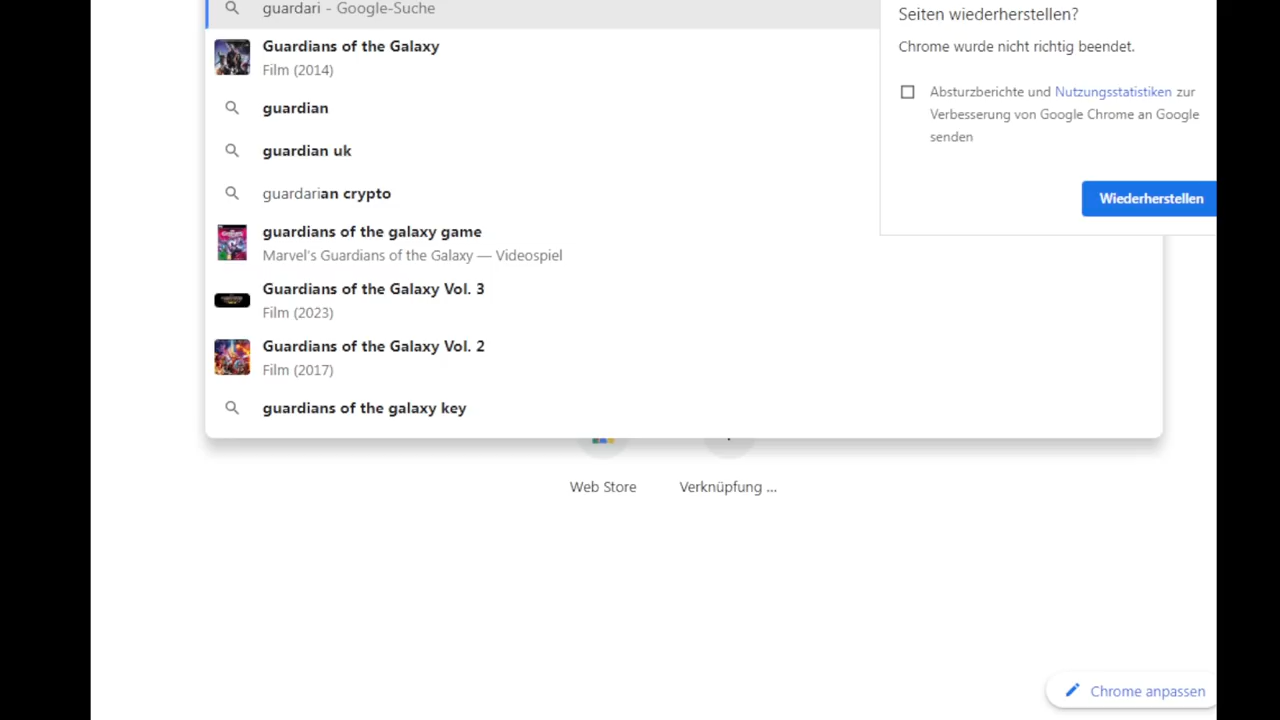 guardari - Google-Suche
Guardians of the Galaxy
Film (2014)
guardian
guardian uk
guardarian crypto
guardians of the galaxy game
Marvel's Guardians of the Galaxy — Videospiel
Guardians of the Galaxy Vol. 3
Film (2023)
Guardians of the Galaxy Vol. 2
Film (2017)
guardians of the galaxy key
Seiten wiederherstellen?
Chrome wurde nicht richtig beendet.
Absturzberichte und Nutzungsstatistiken zur
Verbesserung von Google Chrome an Google
senden
Wiederherstellen
Web Store
Verknüpfung ...
Chrome anpassen